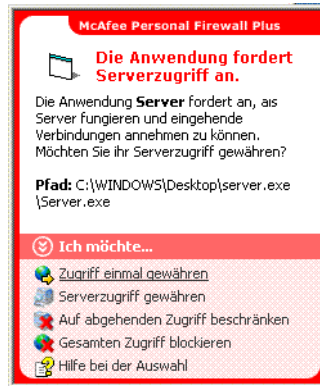 McAfee Personal Firewall Plus
Die Anwendung fordert
Serverzugriff an.
Die Anwendung Server fordert an, als
Server fungieren und eingehende
Verbindungen annehmen zu können.
Möchten Sie ihr Serverzugriff gewähren?
Pfad: C:\WINDOWS\Desktop\server.exe
\Server.exe
Ich möchte...
Zugriff einmal gewähren
Serverzugriff gewähren
Auf abgehenden Zugriff beschränken
Gesamten Zugriff blockieren
Hilfe bei der Auswahl